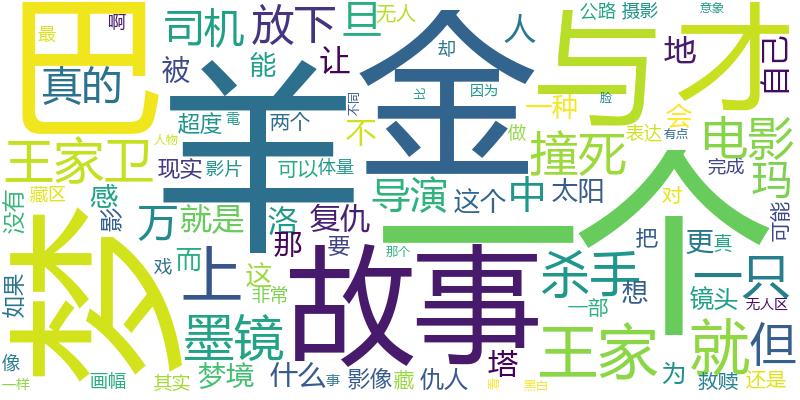 巴
羊
金
一个
与
才
梦
故事
司机
放下
旦
无人
人
公路
摄影
意象
最
啊
真的
被
能
让
却
地
自己
超度
黾
两个
不同
北
因为
一种
会
脸
不
做
表达
有点
电影
王家卫
人物
现实
影片
可以
体量
撞死
完成
玛
藏区
感
导演
这个
中
太阳
对
没有
影
万
就是
洛
复仇
那
要
而
上
这
戏
非常
那个
把
更
真
可能
一只
如果
墨镜
杀手
想
一部
镜头
无人区
但
像
一样
画幅
其实
梦境
什么
事
影像
藏
仇人
塔
黑白
王家
就
为
救赎
还是